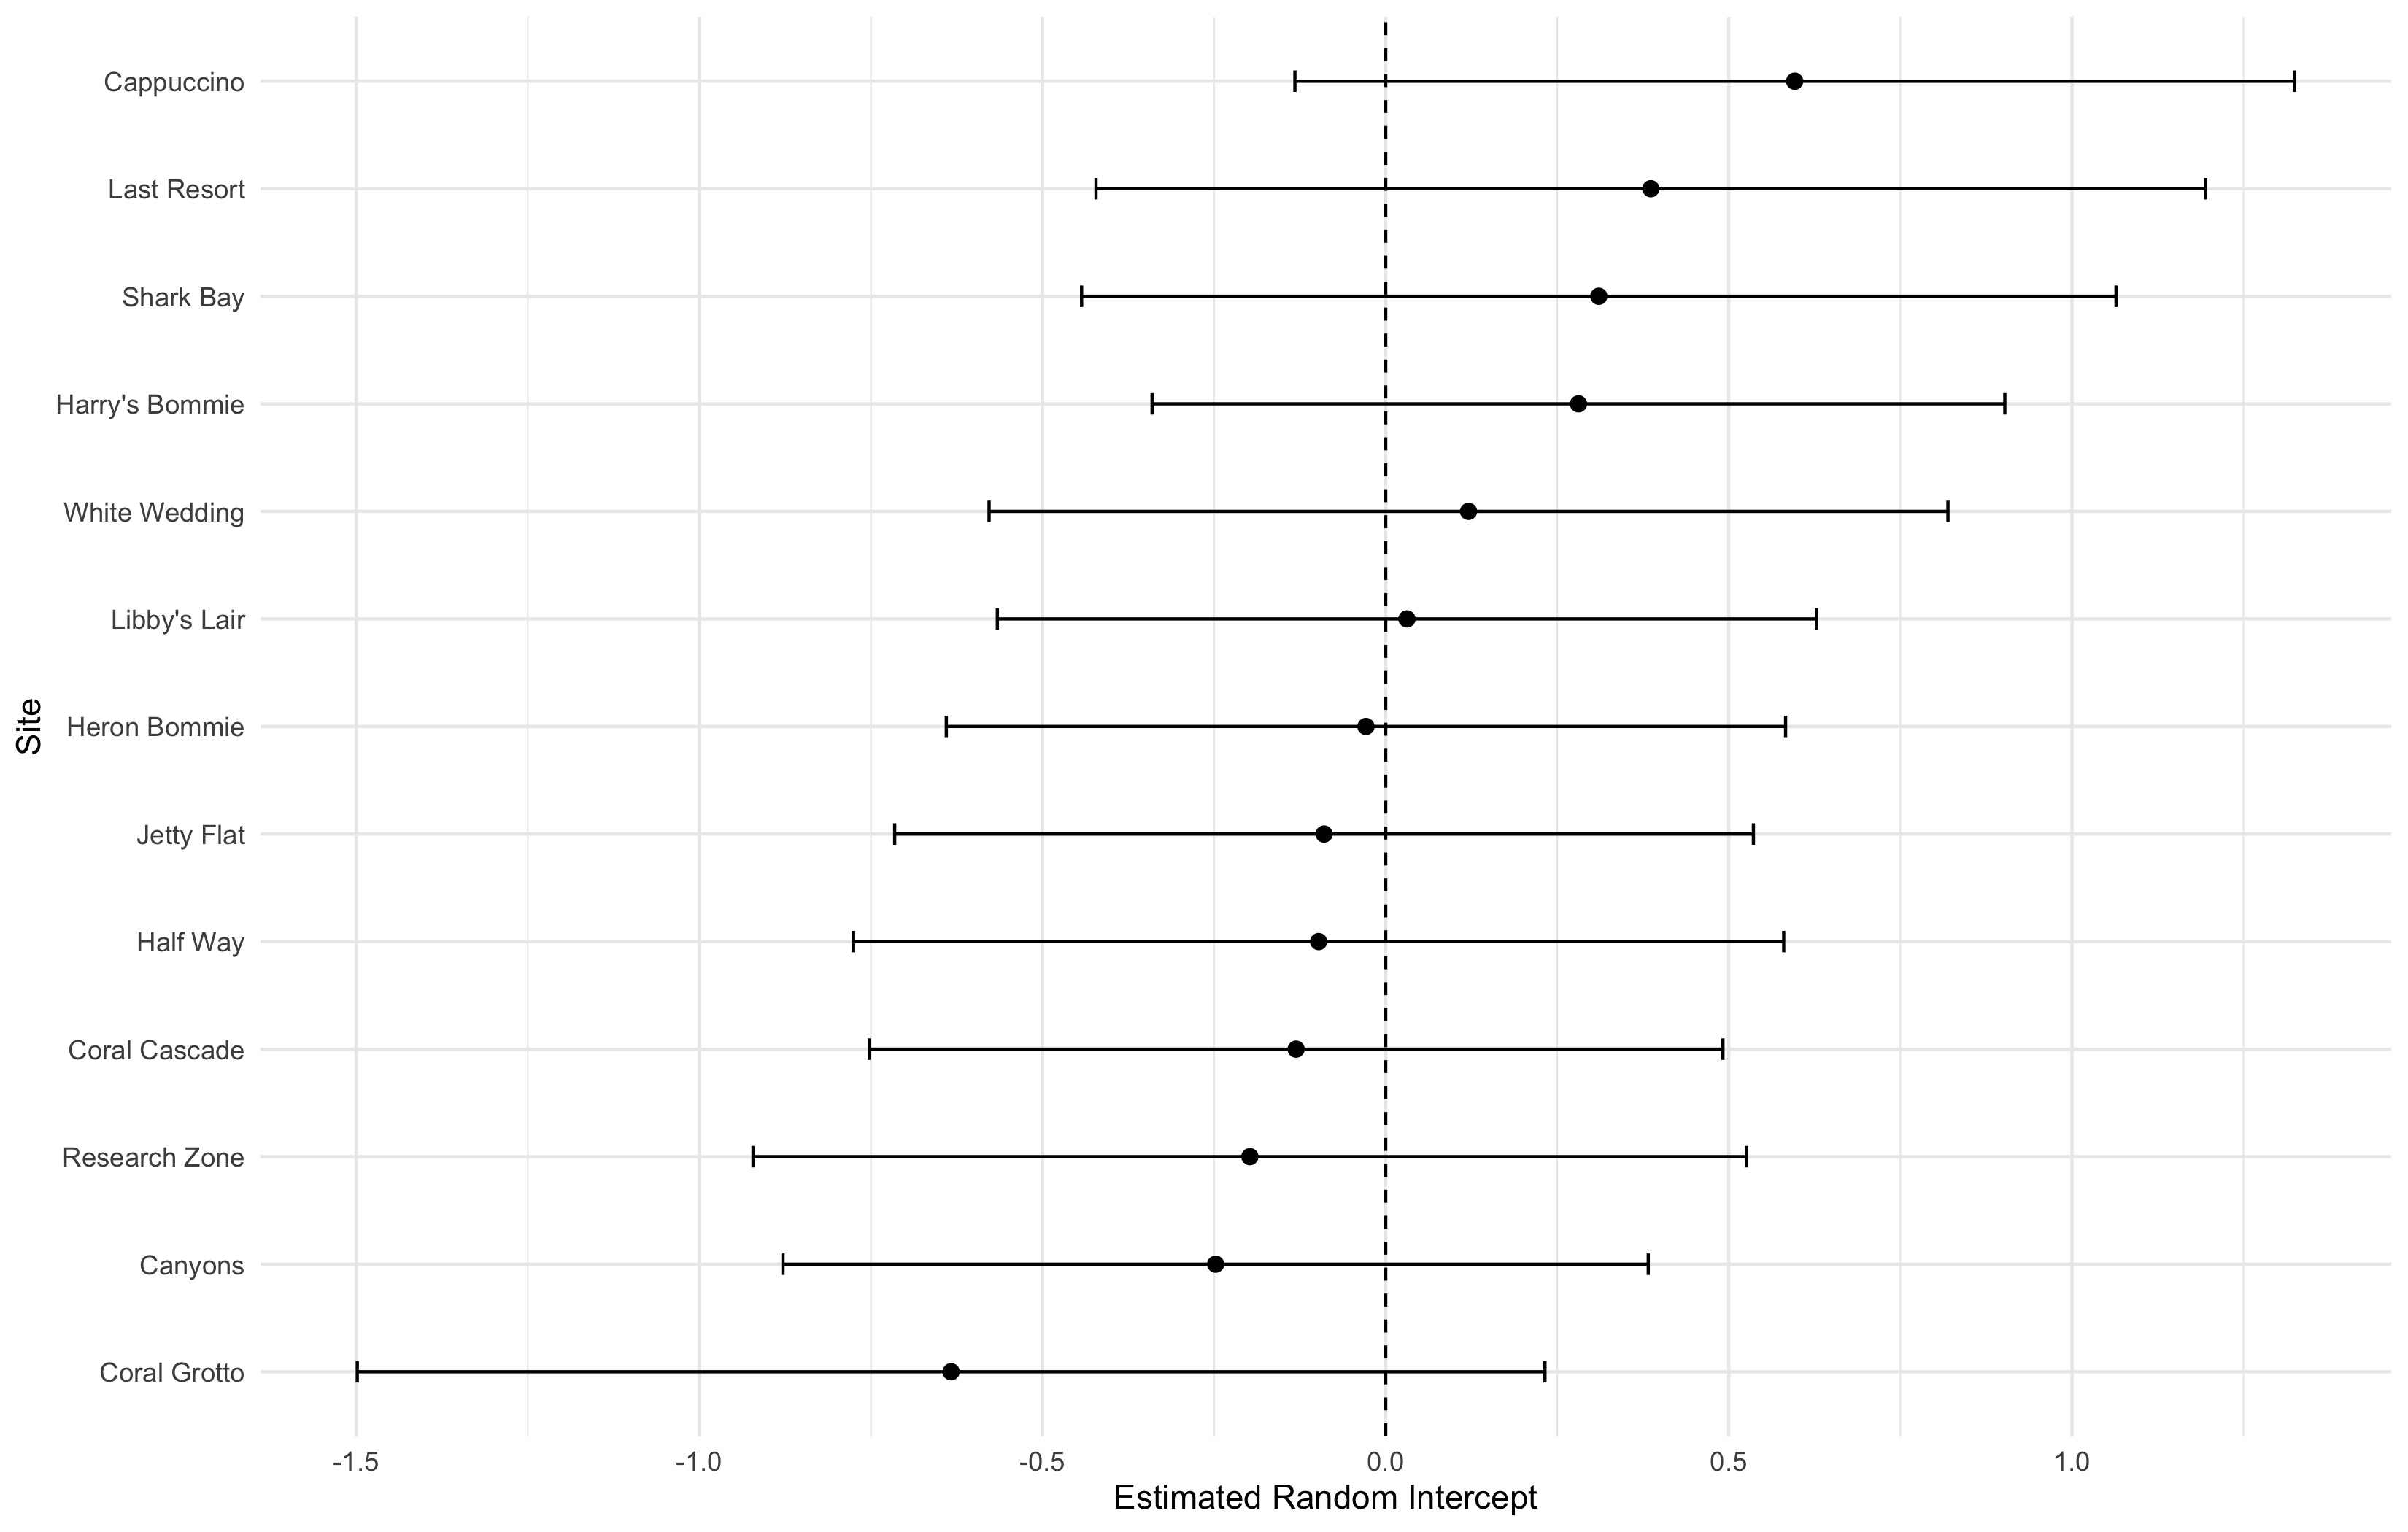 Cappuccino
Last Resort
Shark Bay
Harry's Bommie
White Wedding
Libby's Lair
Heron Bommie
Jetty Flat
Half Way
Coral Cascade
Research Zone
Canyons
Coral Grotto
Site
-1.5 -1.0 -0.5 0.0 0.5 1.0
Estimated Random Intercept